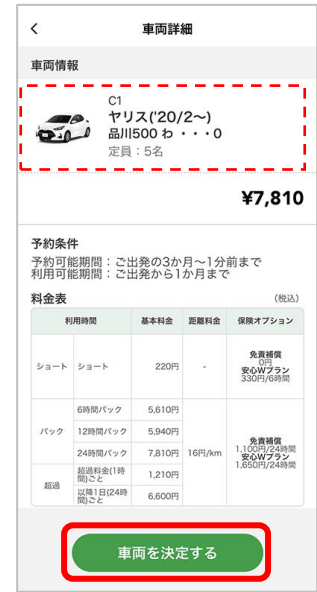 車両詳細
車両情報
C1
ヤリス('20/2~)
品川500 わ ・・・0
定員：5名
¥7,810
予約条件
予約可能期間：ご出発の3か月～1分前まで
利用可能期間：ご出発から1か月まで
料金表 (税込)
利用時間 基本料金 距離料金 保険オプション
ショート ショート 220円 - 免責補償
0円
安心Wプラン
330円/6時間
パック 6時間パック 5,610円
12時間パック 5,940円
24時間パック 7,810円 16円/km 免責補償
1,100円/24時間
安心Wプラン
1,650円/24時間
超過 超過料金(1時
間)ごと 1,210円
以降1日(24時
間)ごと 6,600円
車両を決定する